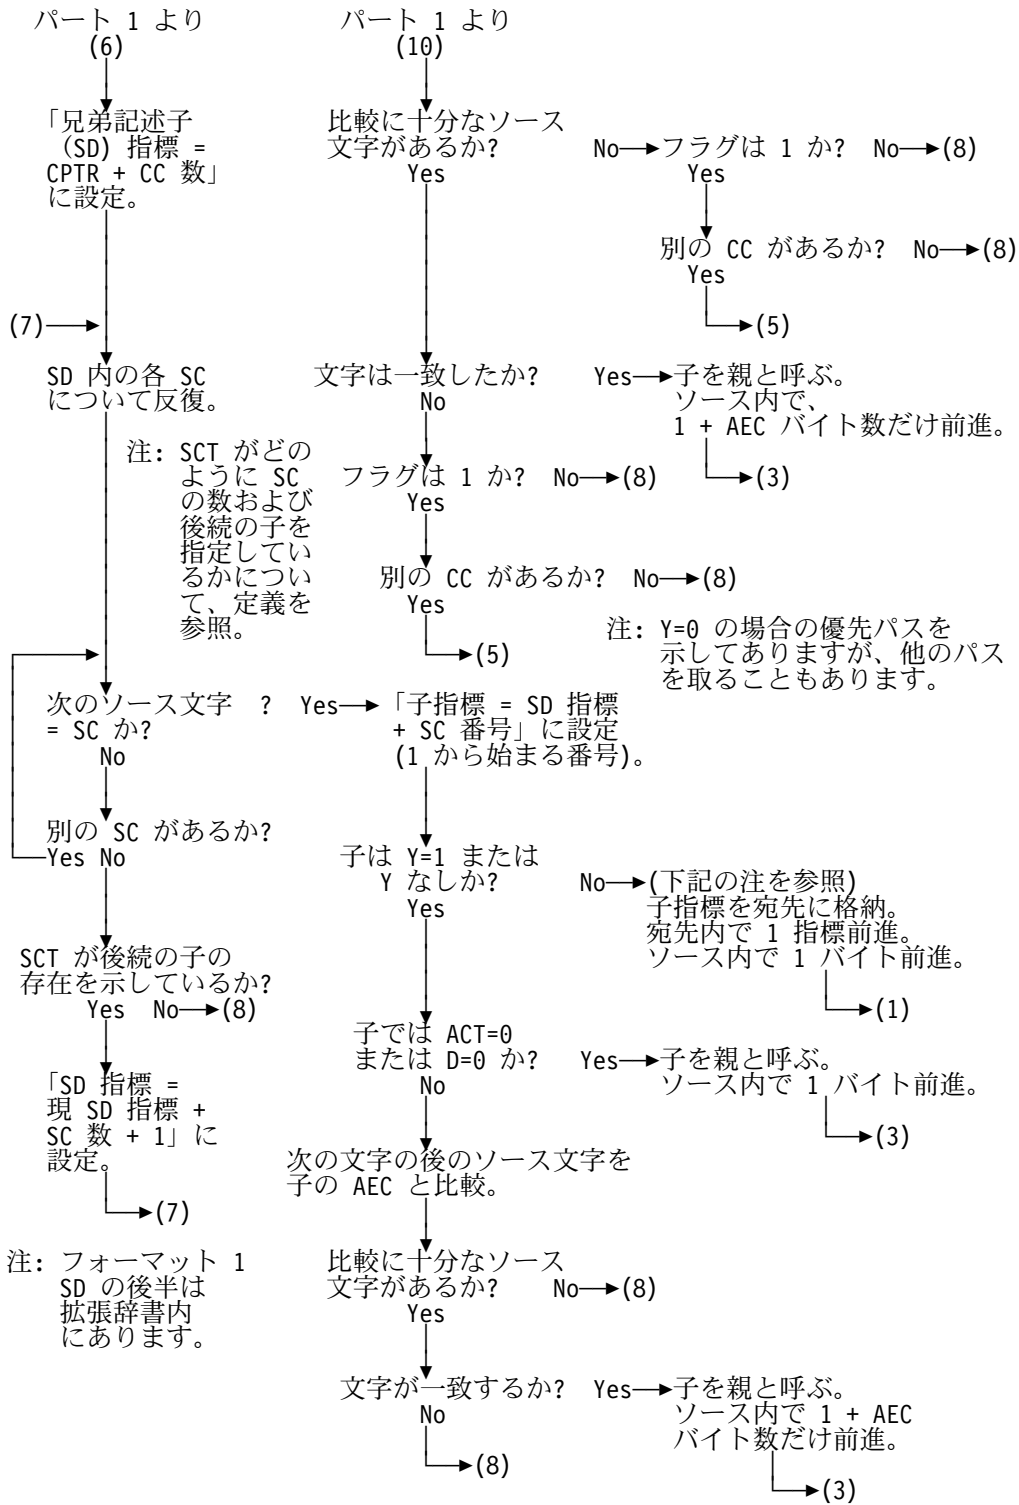 パート 1 より
(6)
「兄弟記述子
(SD) 指標 =
CPTR + CC 数」
に設定。
(7)
SD 内の各 SC
について反復。
注: SCT がどの
ように SC
の数および
後続の子を
指定してい
るかについ
て、定義を
参照。
次のソース文字 ?
= SC か?
No
別の SC があるか?
Yes No
SCT が後続の子の
存在を示しているか?
Yes No (8)
「SD 指標 =
現 SD 指標 +
SC 数 + 1」に
設定。
(7)
注: フォーマット 1
SD の後半は
拡張辞書内
にあります。
パート 1 より
(10)
比較に十分なソース
文字があるか?
Yes
No フラグは 1 か? No (8)
Yes
別の CC があるか? No (8)
Yes
(5)
文字は一致したか?
No
Yes 子を親と呼ぶ。
ソース内で、
1 + AEC バイト数だけ前進。
(3)
フラグは 1 か? No (8)
Yes
別の CC があるか? No (8)
Yes
(5)
注: Y=0 の場合の優先パスを
示してありますが、他のパス
を取ることもあります。
Yes 「子指標 = SD 指標
+ SC 番号」に設定
(1 から始まる番号)。
子は Y=1 または
Y なしか?
Yes
No (下記の注を参照)
子指標を宛先に格納。
宛先内で 1 指標前進。
ソース内で 1 バイト前進。
(1)
子では ACT=0
または D=0 か?
No
Yes 子を親と呼ぶ。
ソース内で 1 バイト前進。
(3)
次の文字の後のソース文字を
子の AEC と比較。
比較に十分なソース
文字があるか? No (8)
Yes
文字が一致するか?
No
(8)
Yes 子を親と呼ぶ。
ソース内で 1 + AEC
バイト数だけ前進。
(3)